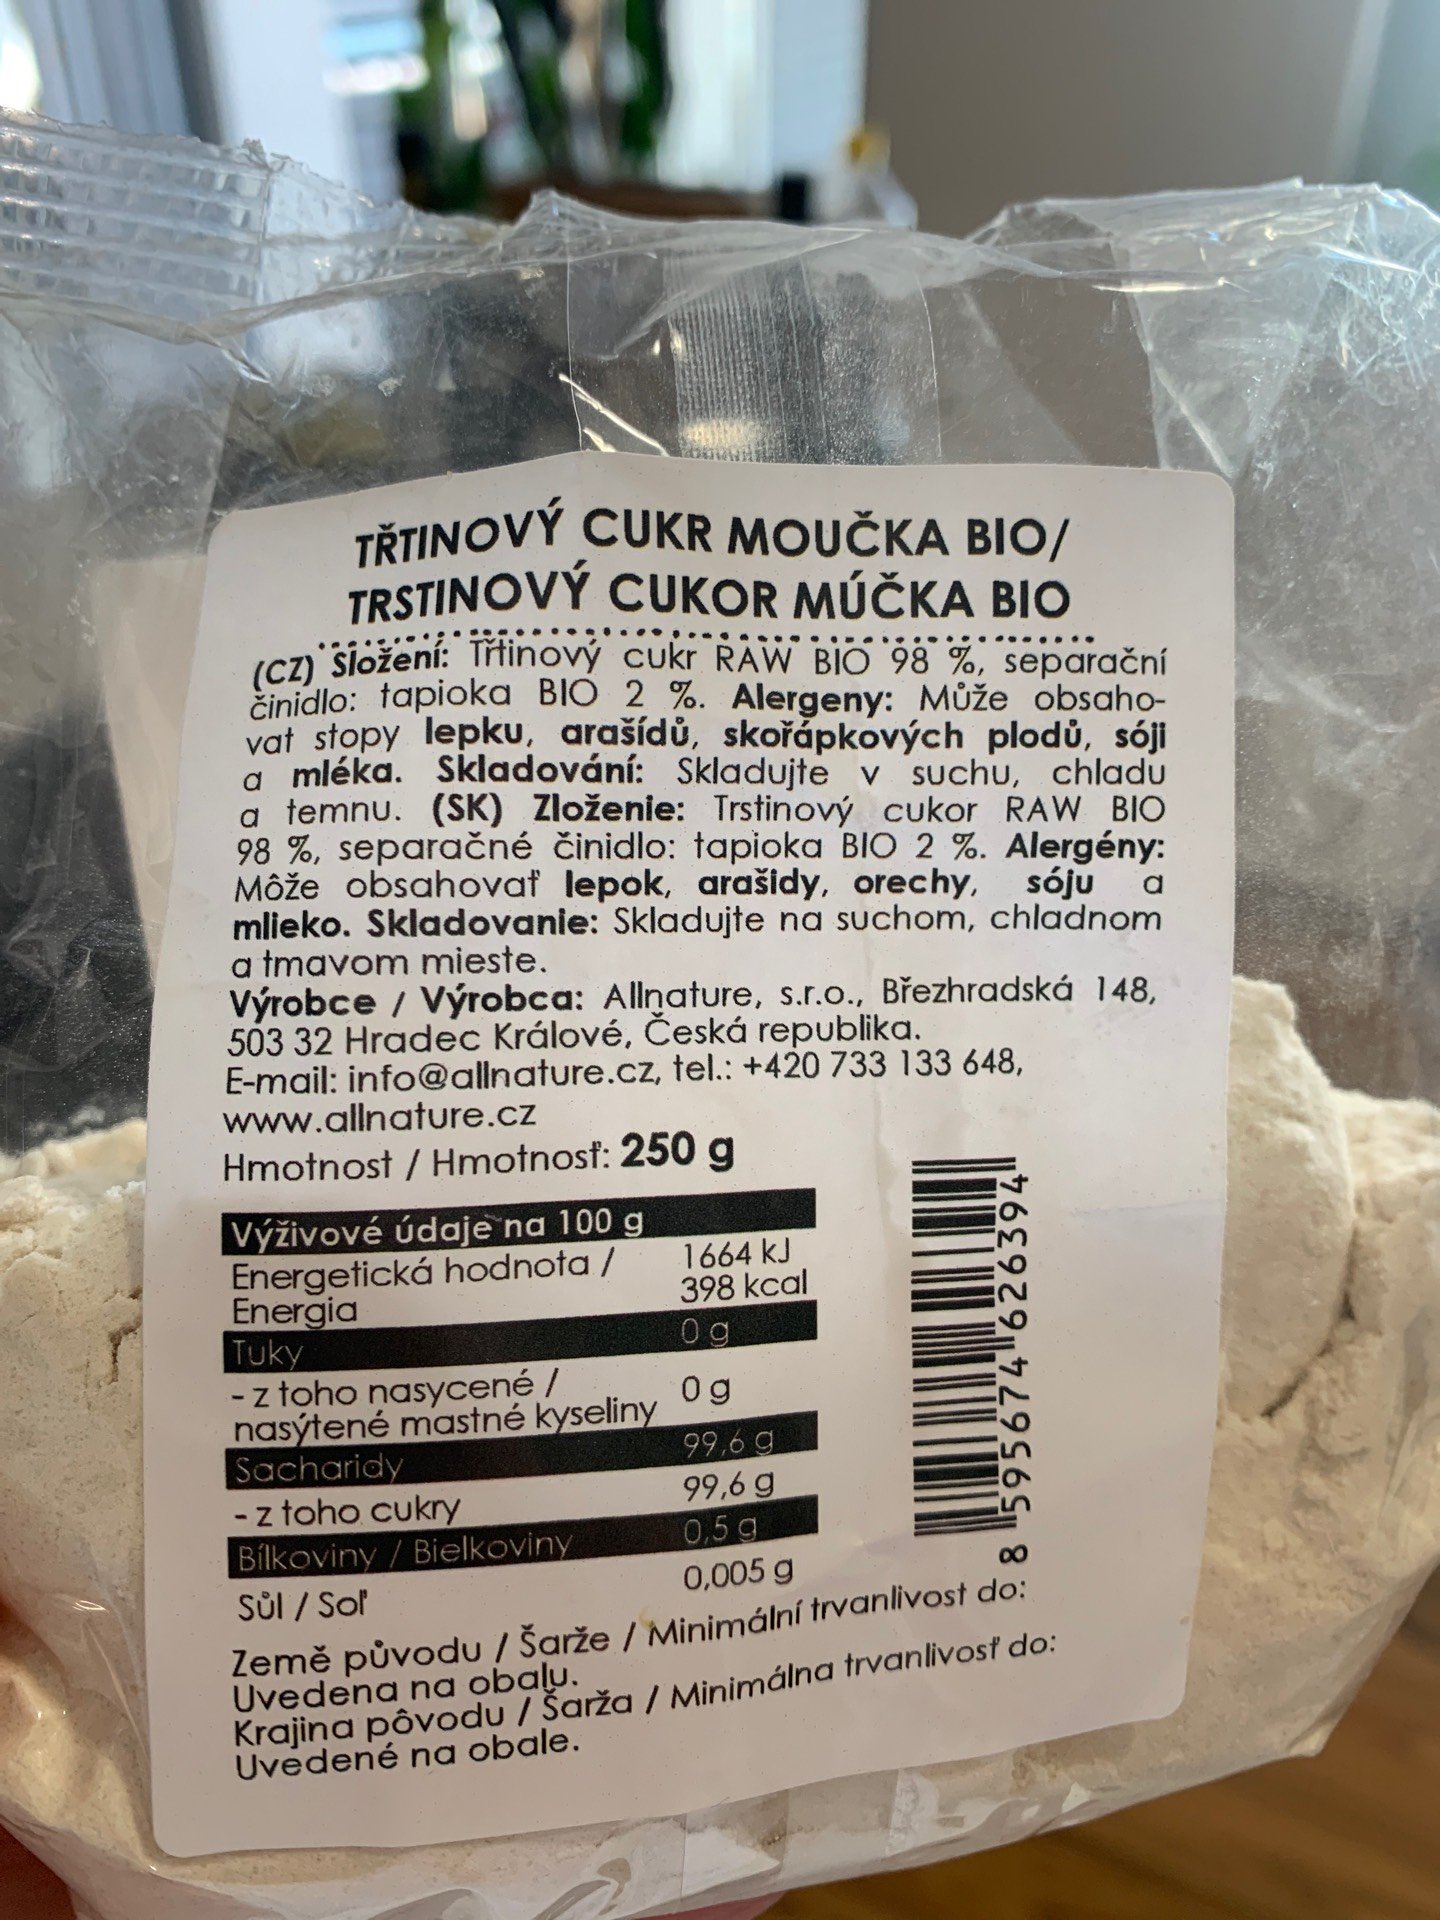 TŘTINOVÝ CUKR MOUČKA BIO/
TRSTINOVÝ CUKOR MÚČKA BIO
(CZ) Složení: Třtinový cukr RAW BIO 98 %, separační
činidlo: tapioka BIO 2 %. Alergeny: Může obsaho-
vat stopy lepku, arašídů, skořápkových plodů, sóji
a mléka. Skladování: Skladujte v suchu, chladu
a temnu. (SK) Zloženie: Trstinový cukor RAW BIO
98 %, separačné činidlo: tapioka BIO 2 %. Alergény:
Môže obsahovať lepok, arašidy, orechy, sóju a
mlieko. Skladovanie: Skladujte na suchom, chladnom
a tmavom mieste.
Výrobce / Výrobca: Allnature, s.r.o., Březhradská 148,
503 32 Hradec Králové, Česká republika.
E-mail: info@allnature.cz, tel.: +420 733 133 648,
www.allnature.cz
Hmotnost / Hmotnosť: 250 g
Výživové údaje na 100 g
Energetická hodnota / 1664 kJ
Energia 398 kcal
Tuky 0 g
- z toho nasycené / 0 g
nasýtené mastné kyseliny
Sacharidy 99,6 g
- z toho cukry 99,6 g
Bílkoviny / Bielkoviny 0,5 g
Sůl / Soľ 0,005 g
Země původu / Šarže / Minimální trvanlivost do:
Uvedena na obalu.
Krajina pôvodu / Šarža / Minimálna trvanlivosť do:
Uvedené na obale.
8 595674 626394